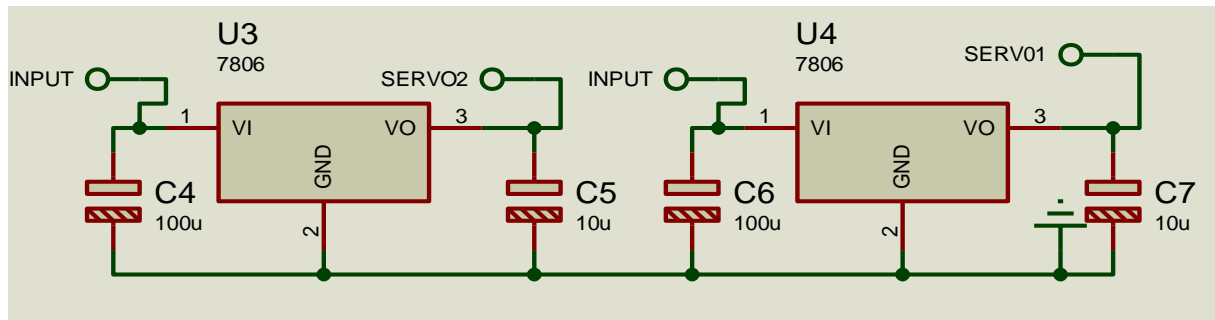 U3
7806
INPUT
SERVO2
1
VI
VO
3
GND
2
C4
100u
C5
10u
U4
7806
INPUT
SERV01
1
VI
VO
3
GND
2
C6
100u
C7
10u